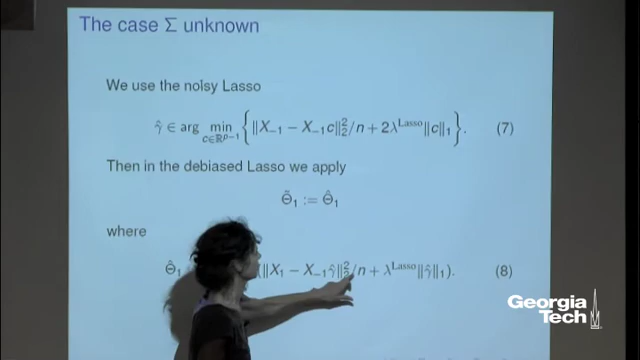 The case Σ unknown
We use the noisy Lasso
γ̂ ∈ arg min_{c∈ℝ^{p−1}} { ‖X_{−1} − X_{−1}c‖₂²/n + 2λ^{Lasso}‖c‖₁ }. (7)
Then in the debiased Lasso we apply
Θ̃₁ := Θ̂₁
where
Θ̂₁ (‖X₁ − X_{−1}γ̂‖₂²/n + λ^{Lasso}‖γ̂‖₁). (8)
Georgia
Tech